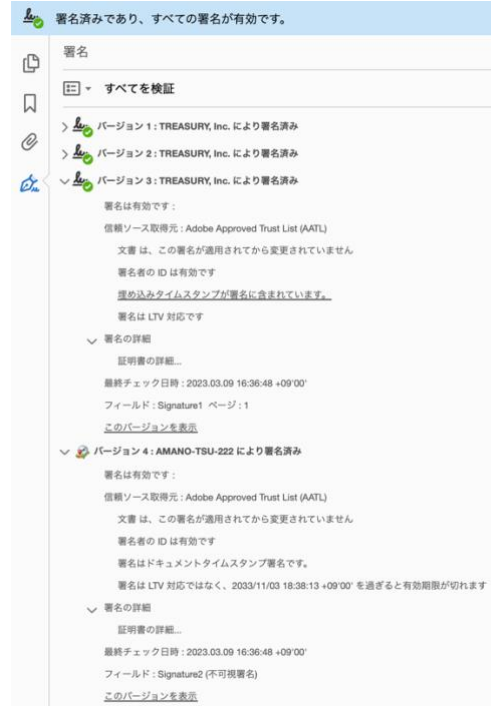 署名済みであり、すべての署名が有効です。
署名
すべてを検証
バージョン 1 : TREASURY, Inc. により署名済み
バージョン 2 : TREASURY, Inc. により署名済み
バージョン 3 : TREASURY, Inc. により署名済み
署名は有効です :
信頼ソース取得元 : Adobe Approved Trust List (AATL)
文書 は、この署名が適用されてから変更されていません
署名者の ID は有効です
埋め込みタイムスタンプが署名に含まれています。
署名は LTV 対応です
署名の詳細
証明書の詳細...
最終チェック日時 : 2023.03.09 16:36:48 +09'00'
フィールド : Signature1 ページ : 1
このバージョンを表示
バージョン 4 : AMANO-TSU-222 により署名済み
署名は有効です :
信頼ソース取得元 : Adobe Approved Trust List (AATL)
文書 は、この署名が適用されてから変更されていません
署名者の ID は有効です
署名はドキュメントタイムスタンプ署名です。
署名は LTV 対応ではなく、2033/11/03 18:38:13 +09'00' を過ぎると有効期限が切れます
署名の詳細
証明書の詳細...
最終チェック日時 : 2023.03.09 16:36:48 +09'00'
フィールド : Signature2 (不可視署名)
このバージョンを表示